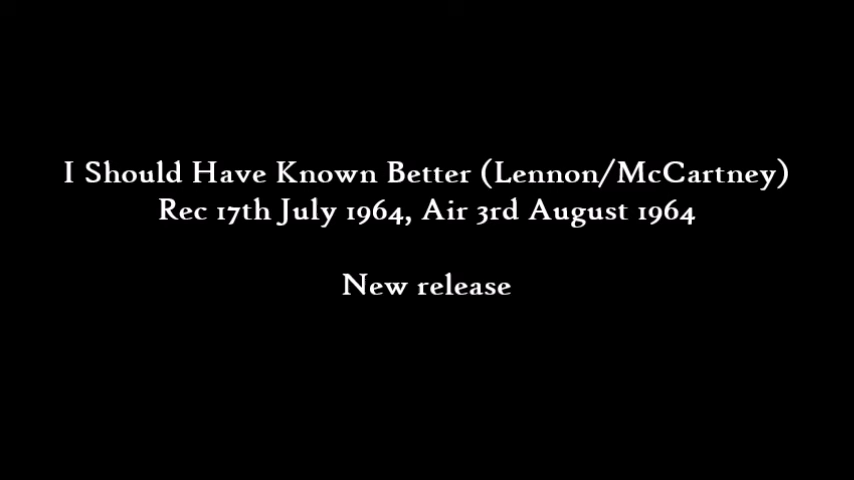 I Should Have Known Better (Lennon/McCartney)
Rec 17th July 1964, Air 3rd August 1964
New release